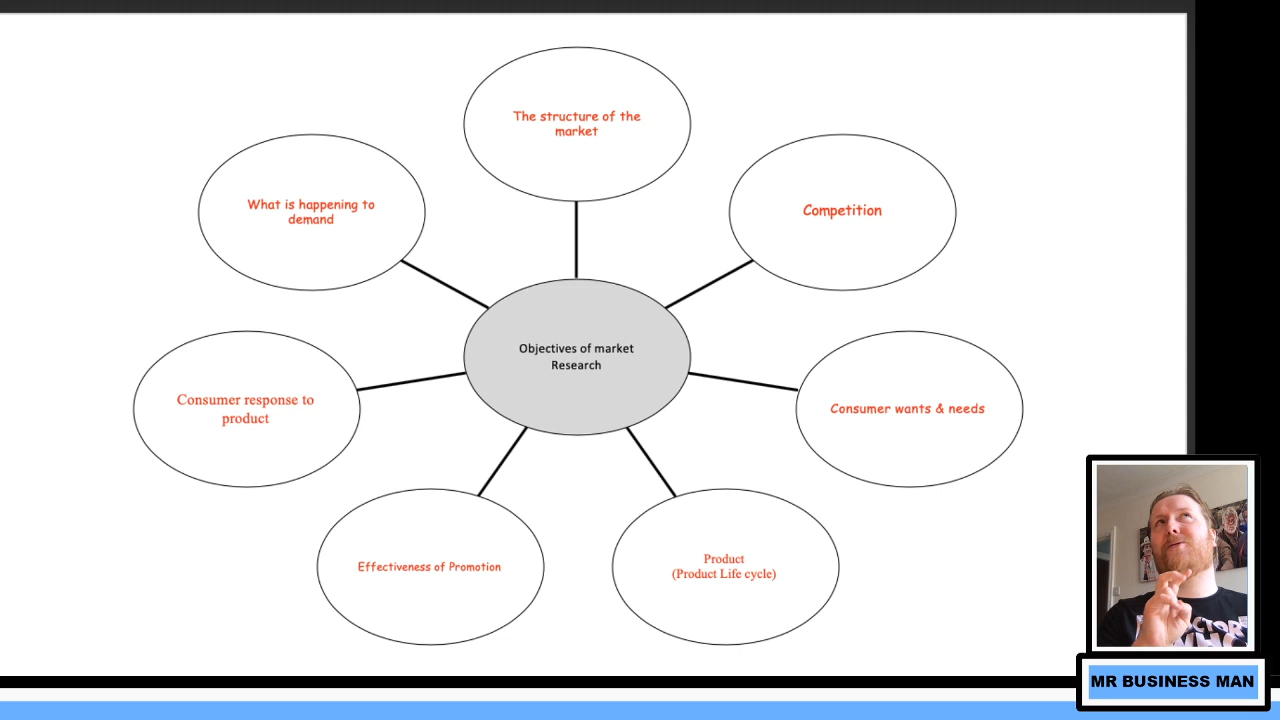 The structure of the
market
What is happening to
demand
Competition
Objectives of market
Research
Consumer response to
product
Consumer wants & needs
Effectiveness of Promotion
Product
(Product Life cycle)
MR BUSINESS MAN